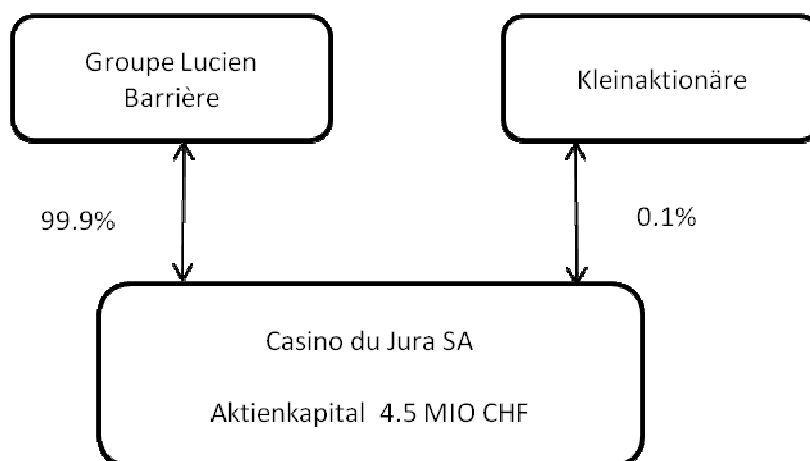 Groupe Lucien
Barrière
Kleinaktionäre
99.9%
0.1%
Casino du Jura SA
Aktienkapital 4.5 MIO CHF